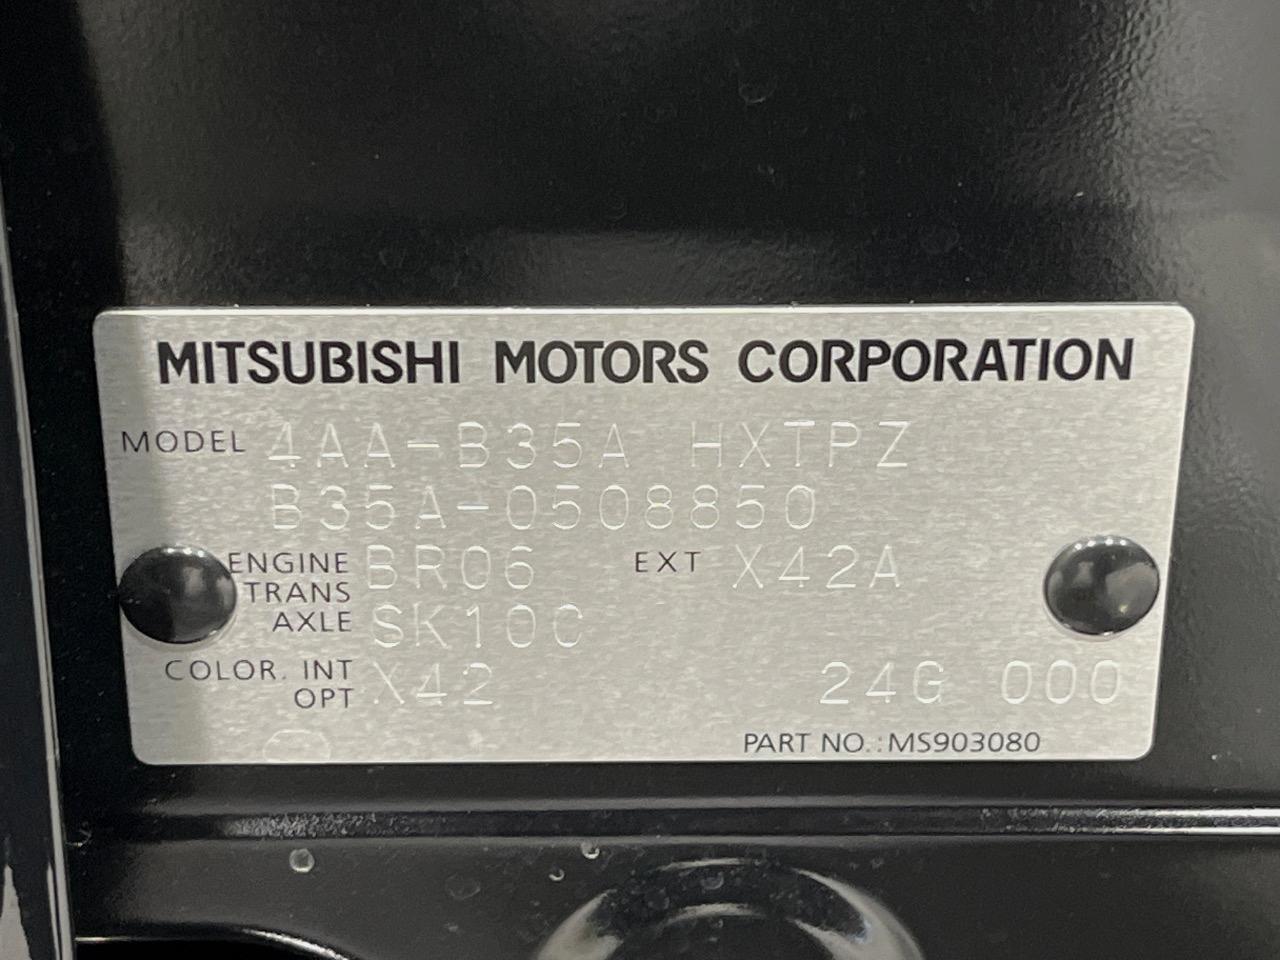 MITSUBISHI MOTORS CORPORATION
MODEL 4AA-B35A HXTPZ
B35A-0508850
ENGINE BR06 EXT X42A
TRANS
AXLE SK10C
COLOR. INT X42 24G 000
OPT
PART NO.:MS903080